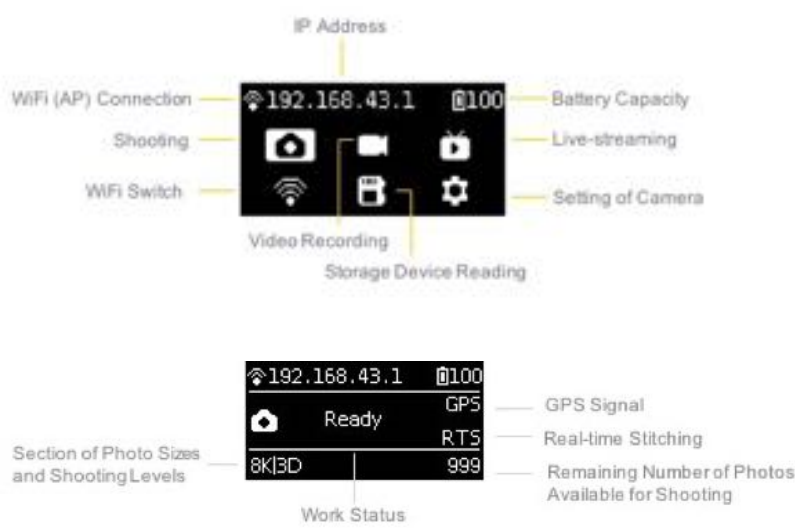 IP Address
WiFi (AP) Connection
192.168.43.1
100
Battery Capacity
Shooting
Live-streaming
WiFi Switch
Setting of Camera
Video Recording
Storage Device Reading
192.168.43.1
100
Ready
GPS
GPS Signal
RTS
Real-time Stitching
Section of Photo Sizes
and Shooting Levels
8K|3D
999
Remaining Number of Photos
Available for Shooting
Work Status